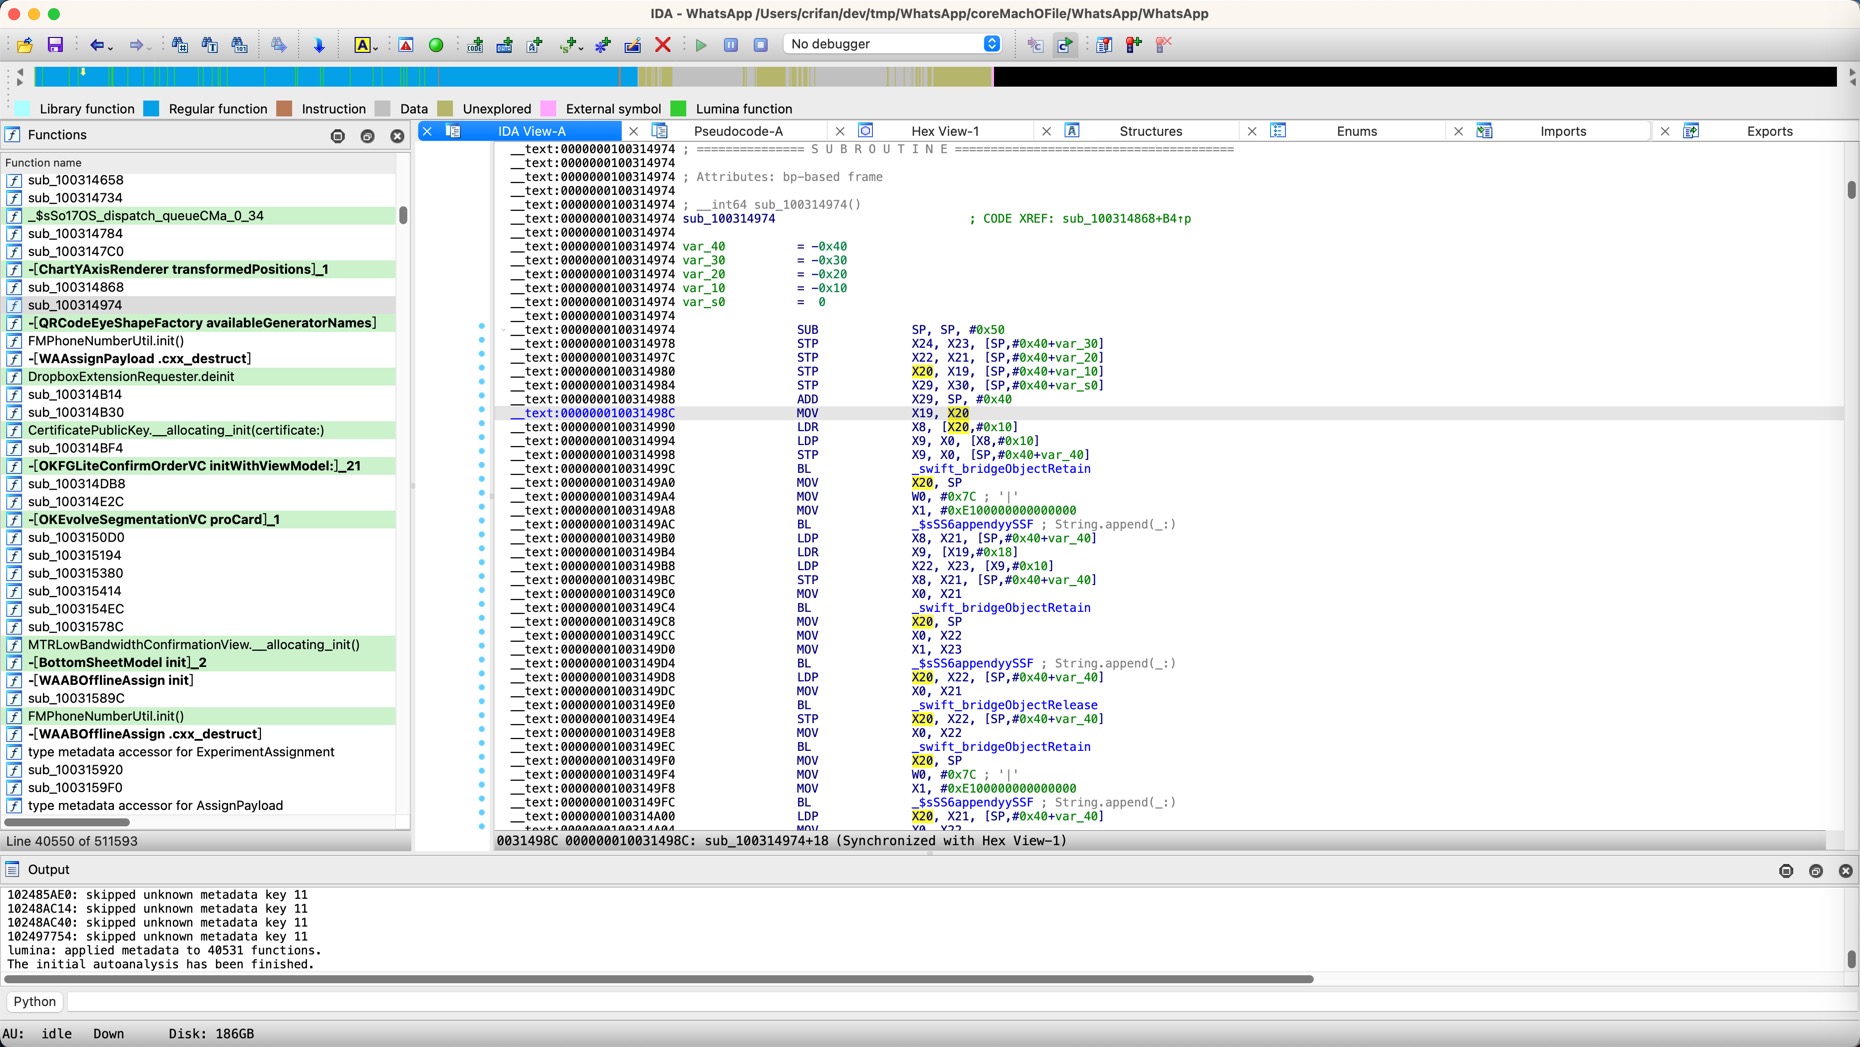 IDA - WhatsApp /Users/crifan/dev/tmp/WhatsApp/coreMachOFile/WhatsApp/WhatsApp
No debugger
Library function Regular function Instruction Data Unexplored External symbol Lumina function
Functions
Function name
sub_100314658
sub_100314734
_$sSo17OS_dispatch_queueCMa_0_34
sub_100314784
sub_1003147C0
-[ChartYAxisRenderer transformedPositions]_1
sub_100314868
sub_100314974
-[QRCodeEyeShapeFactory availableGeneratorNames]
FMPhoneNumberUtil.init()
-[WAAssignPayload .cxx_destruct]
DropboxExtensionRequester.deinit
sub_100314B14
sub_100314B30
CertificatePublicKey.__allocating_init(certificate:)
sub_100314BF4
-[OKFGLiteConfirmOrderVC initWithViewModel:]_21
sub_100314DB8
sub_100314E2C
-[OKEvolveSegmentationVC proCard]_1
sub_1003150D0
sub_100315194
sub_100315380
sub_100315414
sub_1003154EC
sub_10031578C
MTRLowBandwidthConfirmationView.__allocating_init()
-[BottomSheetModel init]_2
-[WAABOfflineAssign init]
sub_10031589C
FMPhoneNumberUtil.init()
-[WAABOfflineAssign .cxx_destruct]
type metadata accessor for ExperimentAssignment
sub_100315920
sub_1003159F0
type metadata accessor for AssignPayload
Line 40550 of 511593
IDA View-A Pseudocode-A Hex View-1 Structures Enums Imports Exports
__text:0000000100314974 ; =============== S U B R O U T I N E =======================================
__text:0000000100314974
__text:0000000100314974 ; Attributes: bp-based frame
__text:0000000100314974
__text:0000000100314974 ; __int64 sub_100314974()
__text:0000000100314974 sub_100314974 ; CODE XREF: sub_100314868+B4↑p
__text:0000000100314974
__text:0000000100314974 var_40 = -0x40
__text:0000000100314974 var_30 = -0x30
__text:0000000100314974 var_20 = -0x20
__text:0000000100314974 var_10 = -0x10
__text:0000000100314974 var_s0 = 0
__text:0000000100314974
__text:0000000100314974 SUB SP, SP, #0x50
__text:0000000100314978 STP X24, X23, [SP,#0x40+var_30]
__text:000000010031497C STP X22, X21, [SP,#0x40+var_20]
__text:0000000100314980 STP X20, X19, [SP,#0x40+var_10]
__text:0000000100314984 STP X29, X30, [SP,#0x40+var_s0]
__text:0000000100314988 ADD X29, SP, #0x40
__text:000000010031498C MOV X19, X20
__text:0000000100314990 LDR X8, [X20,#0x10]
__text:0000000100314994 LDP X9, X0, [X8,#0x10]
__text:0000000100314998 STP X9, X0, [SP,#0x40+var_40]
__text:000000010031499C BL _swift_bridgeObjectRetain
__text:00000001003149A0 MOV X20, SP
__text:00000001003149A4 MOV W0, #0x7C ; '|'
__text:00000001003149A8 MOV X1, #0xE100000000000000
__text:00000001003149AC BL _$sSS6appendyySSF ; String.append(_:)
__text:00000001003149B0 LDP X8, X21, [SP,#0x40+var_40]
__text:00000001003149B4 LDR X9, [X19,#0x18]
__text:00000001003149B8 LDP X22, X23, [X9,#0x10]
__text:00000001003149BC STP X8, X21, [SP,#0x40+var_40]
__text:00000001003149C0 MOV X0, X21
__text:00000001003149C4 BL _swift_bridgeObjectRetain
__text:00000001003149C8 MOV X20, SP
__text:00000001003149CC MOV X0, X22
__text:00000001003149D0 MOV X1, X23
__text:00000001003149D4 BL _$sSS6appendyySSF ; String.append(_:)
__text:00000001003149D8 LDP X20, X22, [SP,#0x40+var_40]
__text:00000001003149DC MOV X0, X21
__text:00000001003149E0 BL _swift_bridgeObjectRelease
__text:00000001003149E4 STP X20, X22, [SP,#0x40+var_40]
__text:00000001003149E8 MOV X0, X22
__text:00000001003149EC BL _swift_bridgeObjectRetain
__text:00000001003149F0 MOV X20, SP
__text:00000001003149F4 MOV W0, #0x7C ; '|'
__text:00000001003149F8 MOV X1, #0xE100000000000000
__text:00000001003149FC BL _$sSS6appendyySSF ; String.append(_:)
__text:0000000100314A00 LDP X20, X21, [SP,#0x40+var_40]
__text:0000000100314A04 MOV X0, X22
0031498C 000000010031498C: sub_100314974+18 (Synchronized with Hex View-1)
Output
102485AE0: skipped unknown metadata key 11
10248AC14: skipped unknown metadata key 11
10248AC40: skipped unknown metadata key 11
102497754: skipped unknown metadata key 11
lumina: applied metadata to 40531 functions.
The initial autoanalysis has been finished.
Python
AU: idle Down Disk: 186GB